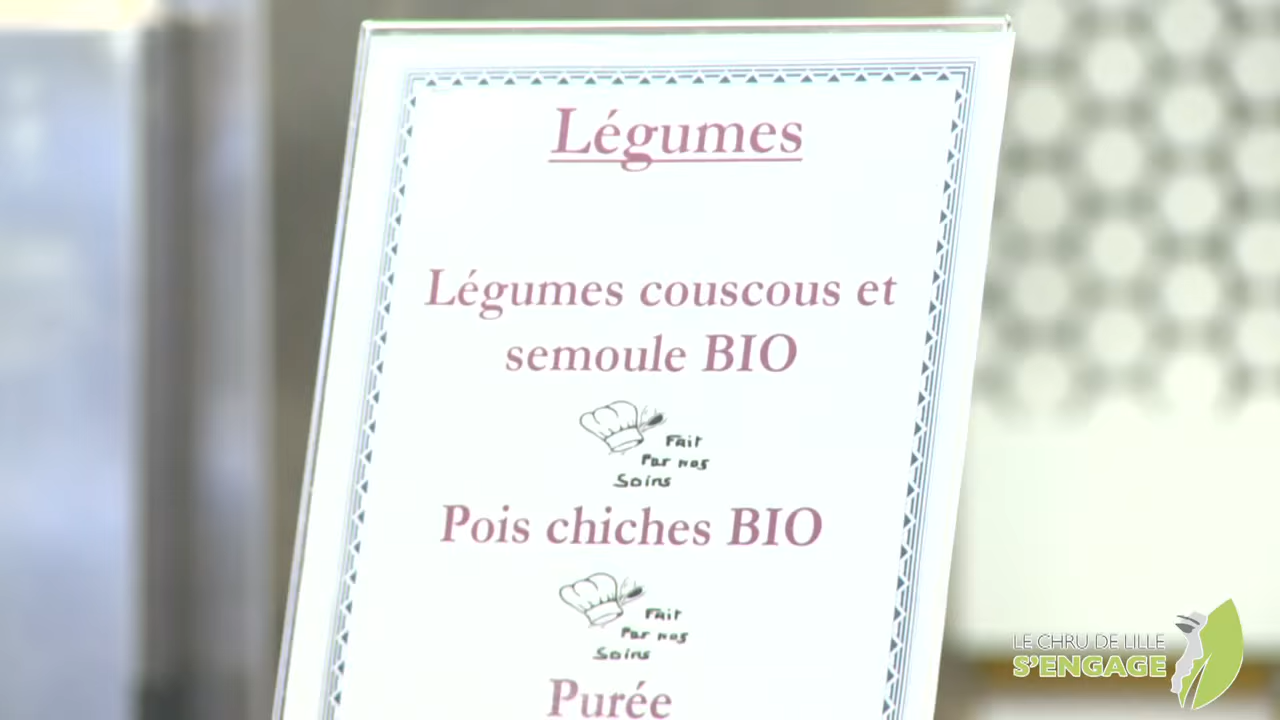 Légumes
Légumes couscous et
semoule BIO
Fait
Par nos
Soins
Pois chiches BIO
Fait
Par nos
Soins
Purée
LE CHRU DE LILLE
S'ENGAGE